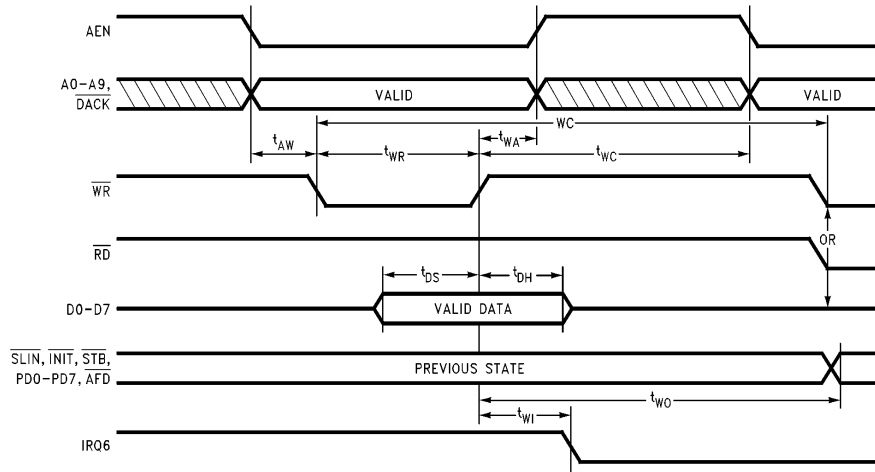 AEN
A0-A9,
DACK
VALID
VALID
WC
tAW
tWR
tWA
tWC
WR
RD
OR
tDS
tDH
D0-D7
VALID DATA
SLIN, INIT, STB,
PD0-PD7, AFD
PREVIOUS STATE
tWO
tWI
IRQ6